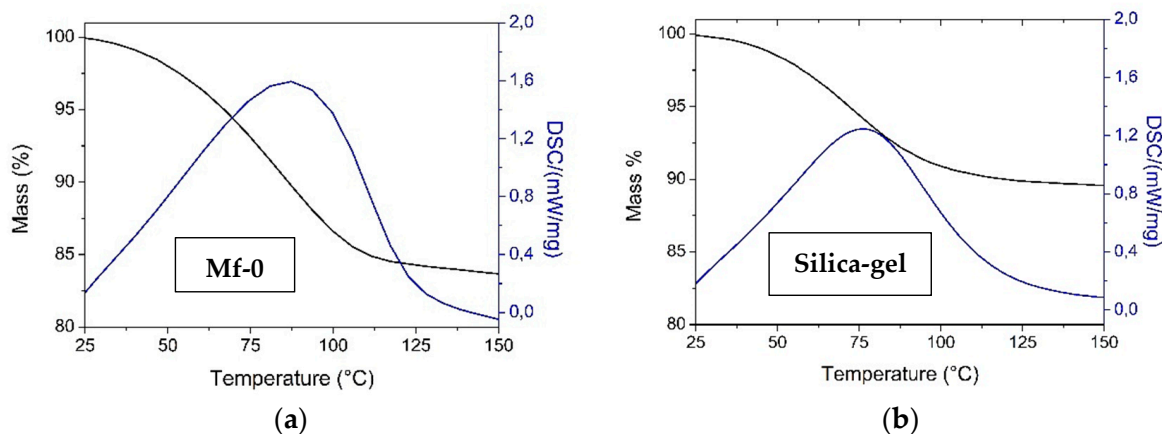 100
95
90
85
80
Mass (%)
2,0
1,6
1,2
0,8
0,4
0,0
DSC/(mW/mg)
Mf-0
25 50 75 100 125 150
Temperature (°C)
(a)
100
95
90
85
80
Mass %
2,0
1,6
1,2
0,8
0,4
0,0
DSC/(mW/mg)
Silica-gel
25 50 75 100 125 150
Temperature (°C)
(b)